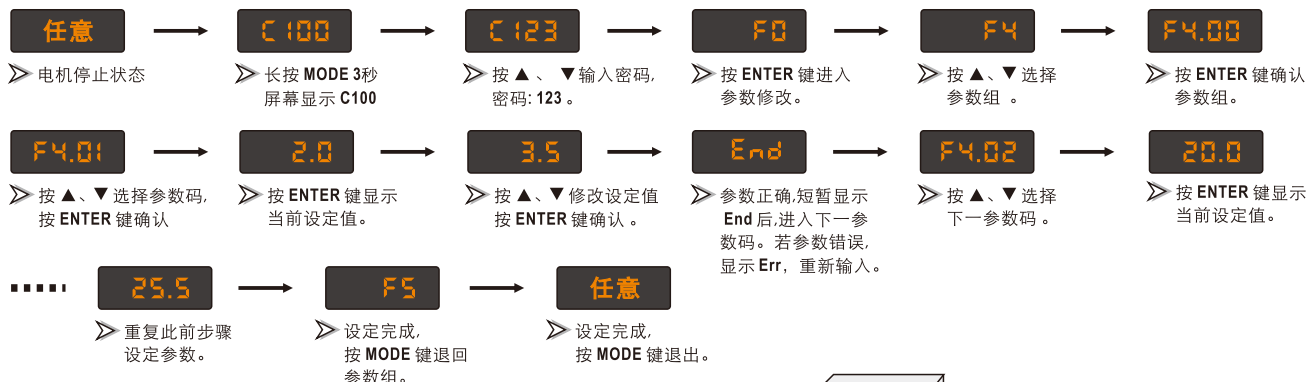 任意
C100
C123
F0
F4
F4.00
电机停止状态
长按 MODE 3秒
屏幕显示 C100
按 ▲ 、 ▼ 输入密码,
密码: 123 。
按 ENTER 键进入
参数修改。
按 ▲、▼ 选择
参数组 。
按 ENTER 键确认
参数组。
F4.01
2.0
3.5
End
F4.02
20.0
按 ▲、▼ 选择参数码,
按 ENTER 键确认
按 ENTER 键显示
当前设定值。
按 ▲、▼ 修改设定值
按 ENTER 键确认 。
参数正确,短暂显示
End 后,进入下一参
数码。若参数错误,
显示 Err，重新输入。
按 ▲、▼ 选择
下一参数码 。
按 ENTER 键显示
当前设定值。
25.5
F5
任意
重复此前步骤
设定参数。
设定完成,
按 MODE 键退回
参数组。
设定完成,
按 MODE 键退出。